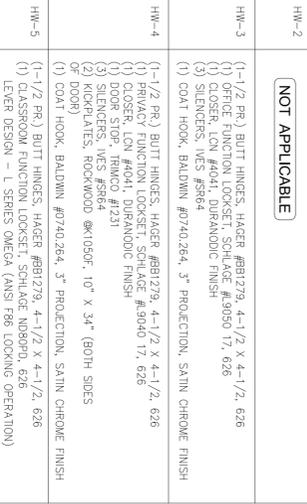 HW-2
NOT APPLICABLE
HW-3
(1-1/2 PR.) BUTT HINGES, HAGER #BB1279, 4-1/2 X 4-1/2, 626
(1) OFFICE FUNCTION LOCKSET, SCHLAGE #L9050 17, 626
(1) CLOSER, LCN #4041, DURANODIC FINISH
(3) SILENCERS, IVES #SR64
(1) COAT HOOK, BALDWIN #0740.264, 3" PROJECTION, SATIN CHROME FINISH
HW-4
(1-1/2 PR.) BUTT HINGES, HAGER #BB1279, 4-1/2 X 4-1/2, 626
(1) PRIVACY FUNCTION LOCKSET, SCHLAGE #L9040 17, 626
(1) CLOSER, LCN #4041, DURANODIC FINISH
(1) DOOR STOP, TRIMCO #1231
(3) SILENCERS, IVES #SR64
(2) KICKPLATES, ROCKWOOD @K1050F, 10" X 34" (BOTH SIDES
OF DOOR)
(1) COAT HOOK, BALDWIN #0740.264, 3" PROJECTION, SATIN CHROME FINISH
HW-5
(1-1/2 PR.) BUTT HINGES, HAGER #BB1279, 4-1/2 X 4-1/2, 626
(1) CLASSROOM FUNCTION LOCKSET, SCHLAGE ND80PD, 626
LEVER DESIGN - L SERIES OMEGA (ANSI F86 LOCKING OPERATION)